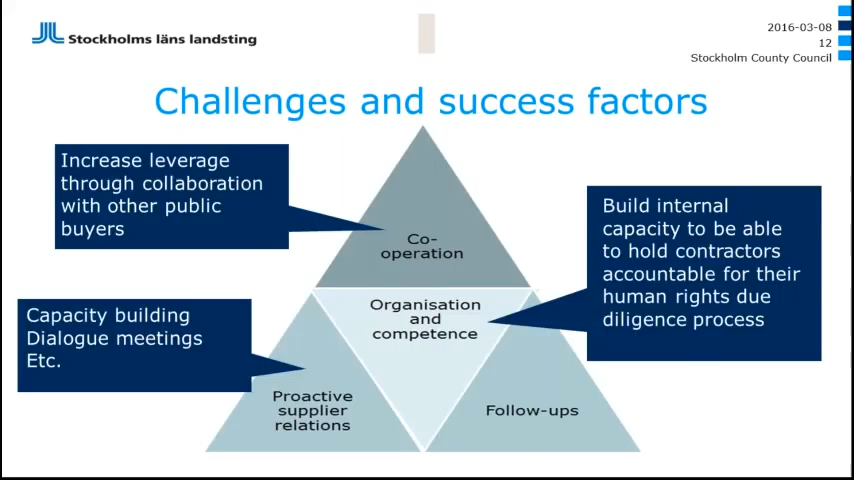 Stockholms läns landsting
2016-03-08
12
Stockholm County Council
Challenges and success factors
Increase leverage
through collaboration
with other public
buyers
Co-
operation
Build internal
capacity to be able
to hold contractors
accountable for their
human rights due
diligence process
Organisation
and
competence
Capacity building
Dialogue meetings
Etc.
Proactive
supplier
relations
Follow-ups